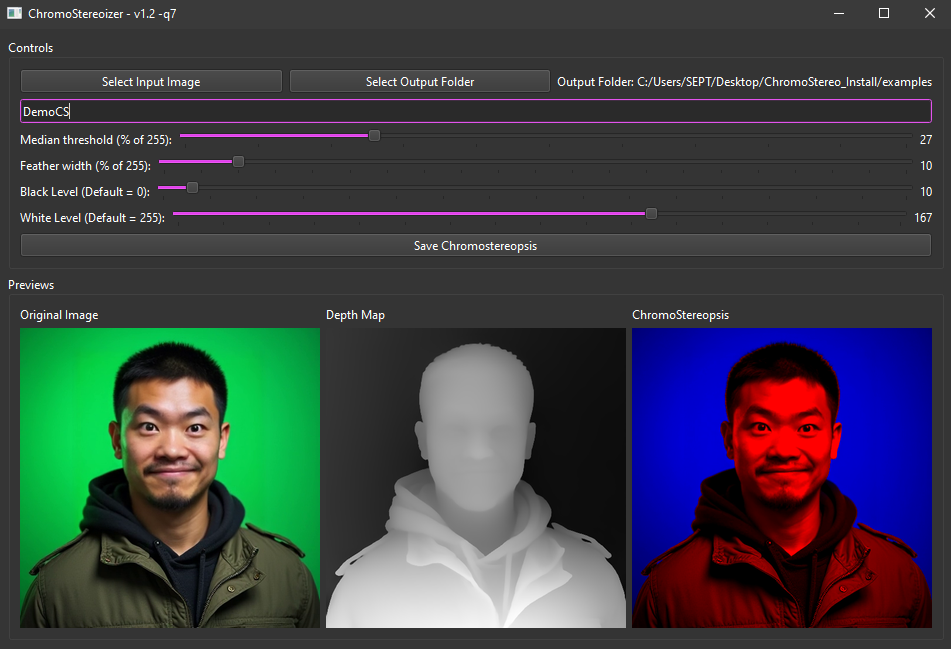 ChromoStereoizer - v1.2 -q7
Controls
Select Input Image
Select Output Folder
Output Folder: C:/Users/SEPT/Desktop/ChromoStereo_Install/examples
DemoCS
Median threshold (% of 255): 27
Feather width (% of 255): 10
Black Level (Default = 0): 10
White Level (Default = 255): 167
Save Chromostereopsis
Previews
Original Image
Depth Map
ChromoStereopsis